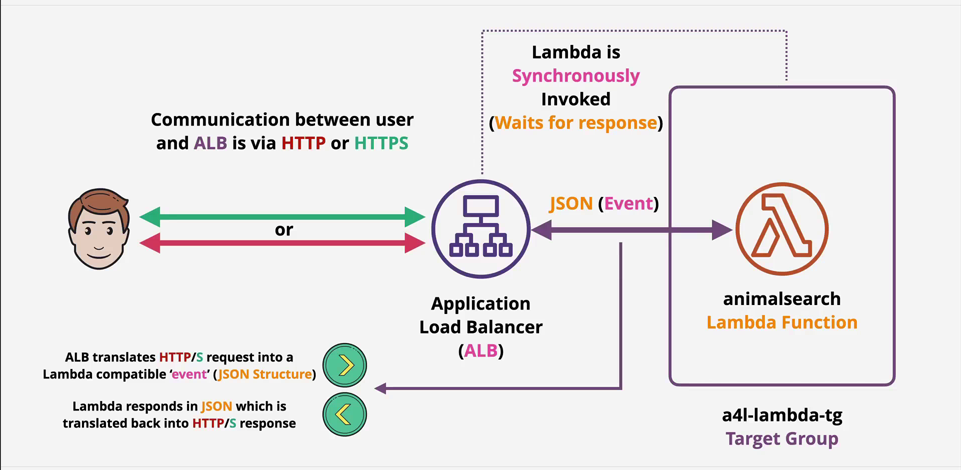 Lambda is
Synchronously
Invoked
(Waits for response)
Communication between user
and ALB is via HTTP or HTTPS
or
JSON (Event)
Application
Load Balancer
(ALB)
animalsearch
Lambda Function
ALB translates HTTP/S request into a
Lambda compatible ‘event’ (JSON Structure)
Lambda responds in JSON which is
translated back into HTTP/S response
a4l-lambda-tg
Target Group